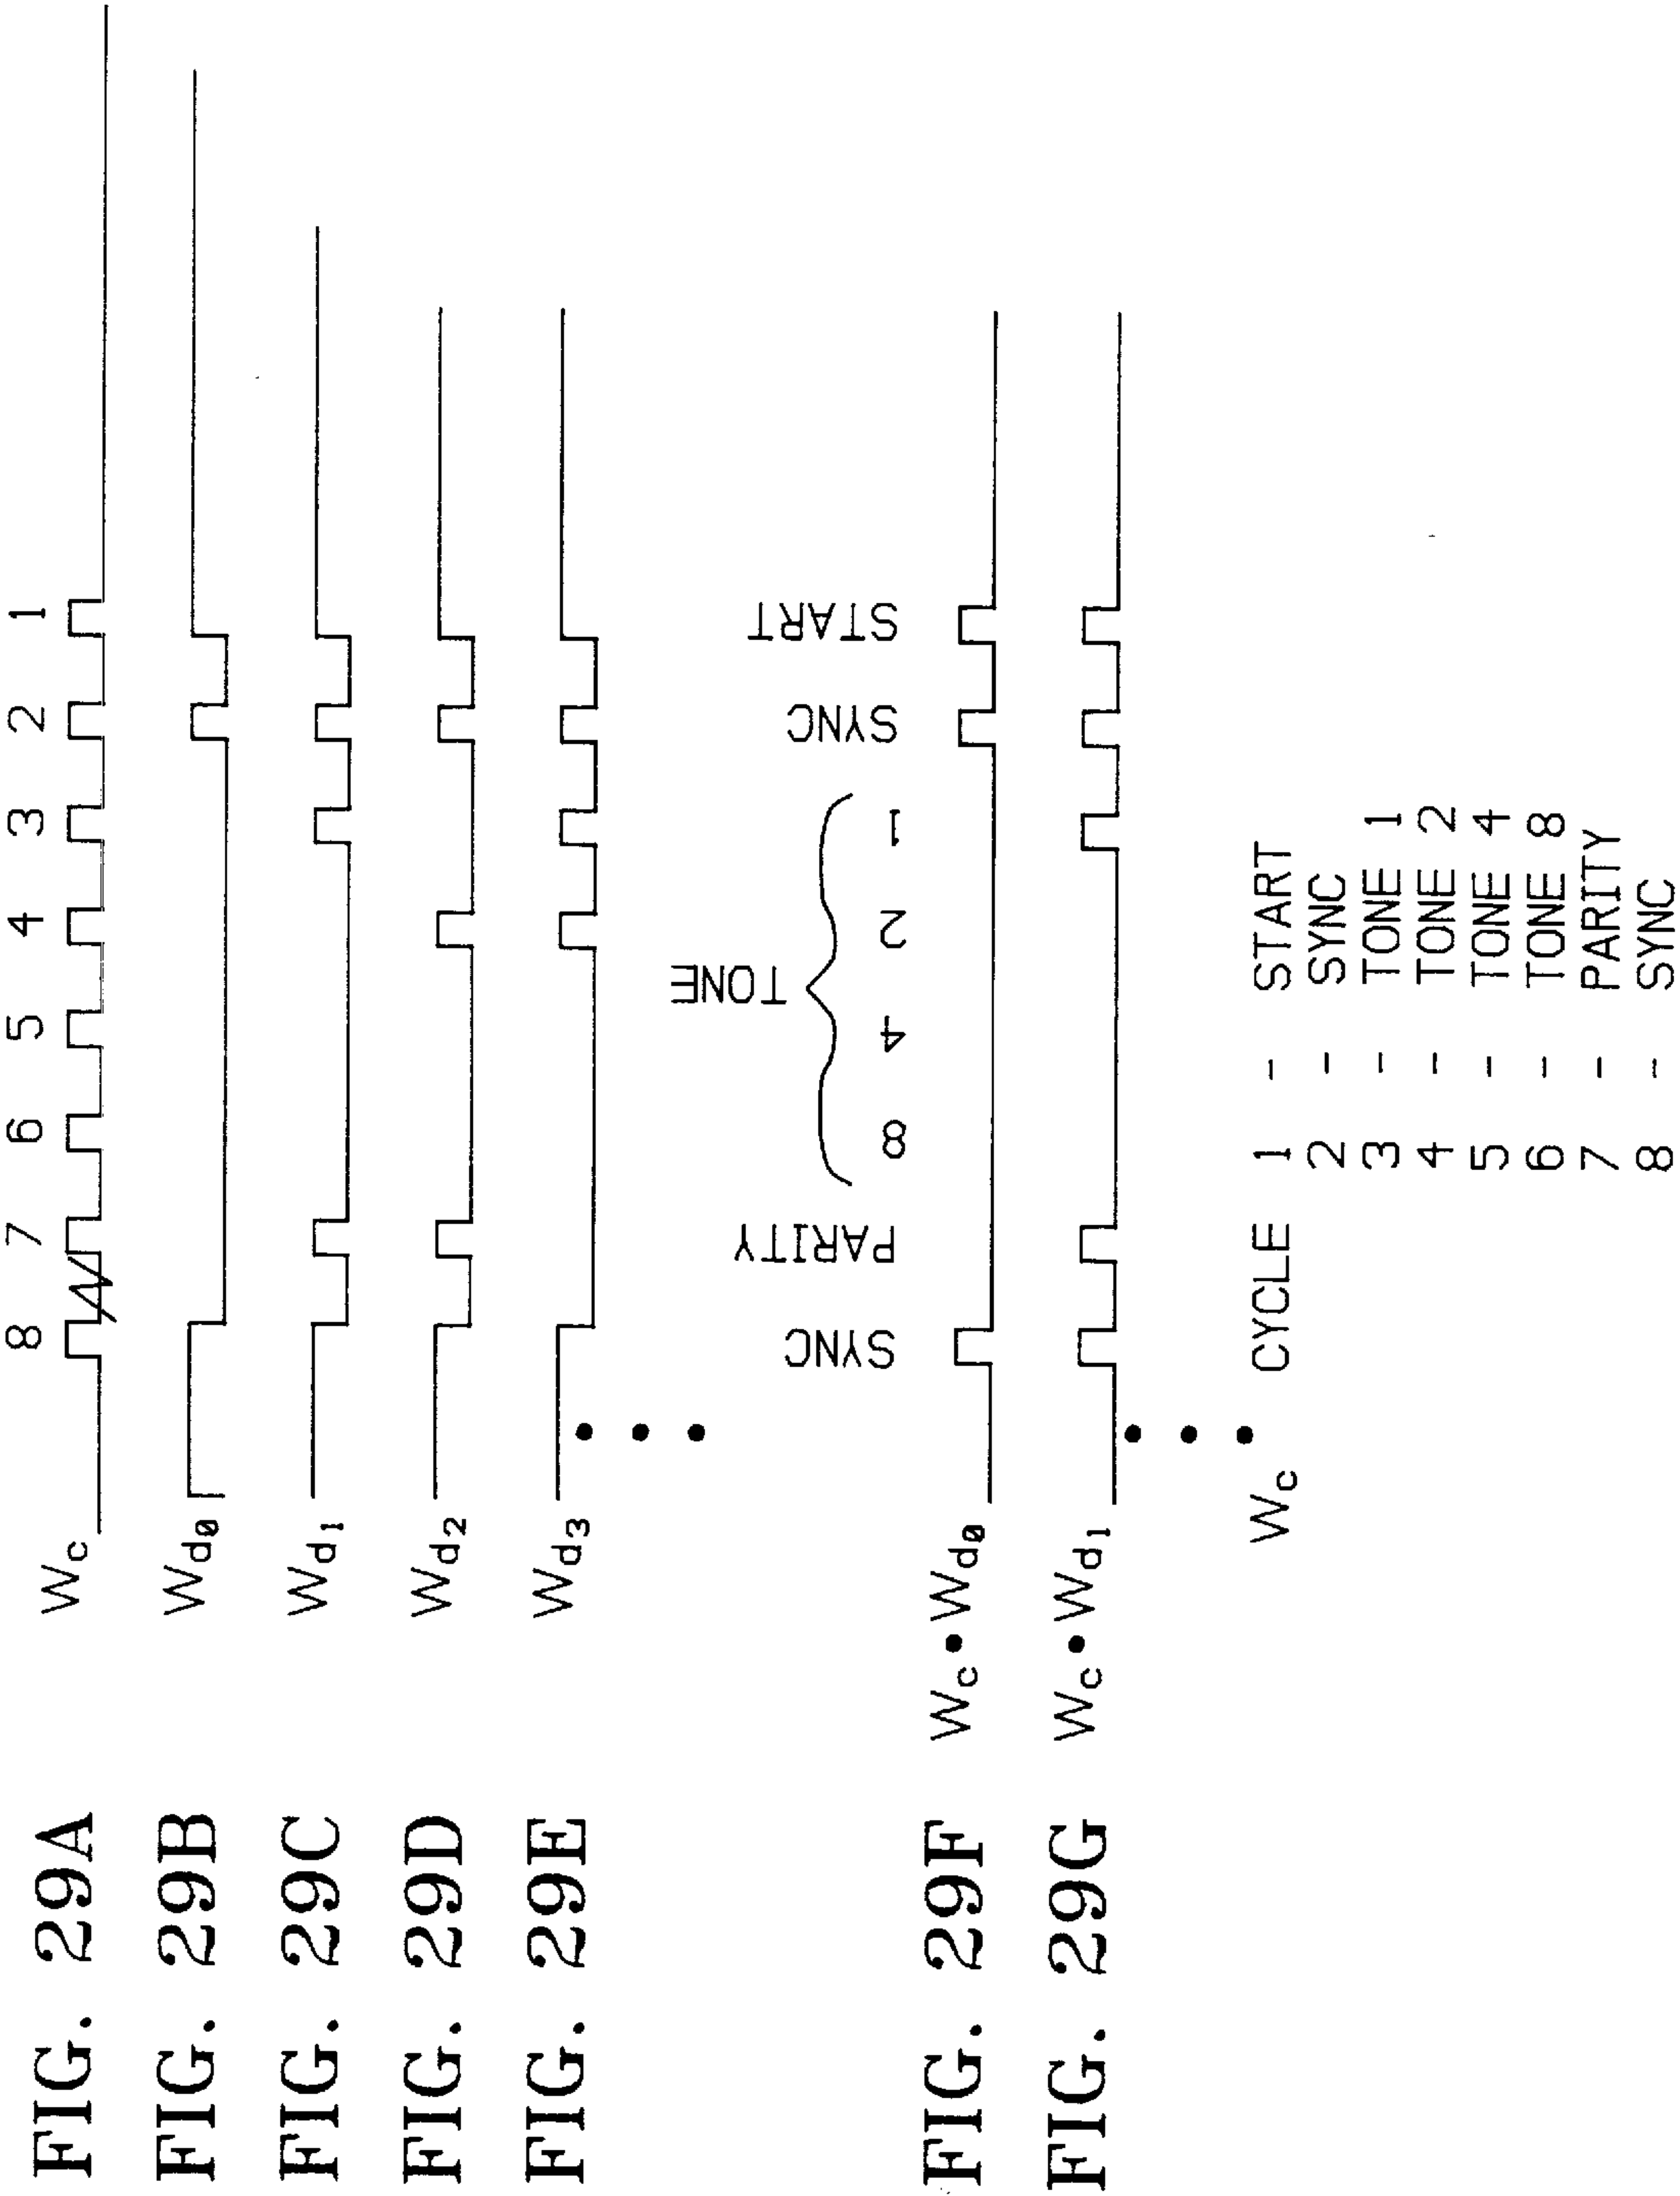 8 7 6 5 4 3 2 1
FIG. 29A Wc
FIG. 29B Wd0
FIG. 29C Wd1
FIG. 29D Wd2
FIG. 29E Wd3
TONE
SYNC PARITY 8 4 2 1 SYNC START
FIG. 29F Wc•Wd0
FIG. 29G Wc•Wd1
Wc CYCLE 1 - START
2 - SYNC
3 - TONE 1
4 - TONE 2
5 - TONE 4
6 - TONE 8
7 - PARITY
8 - SYNC